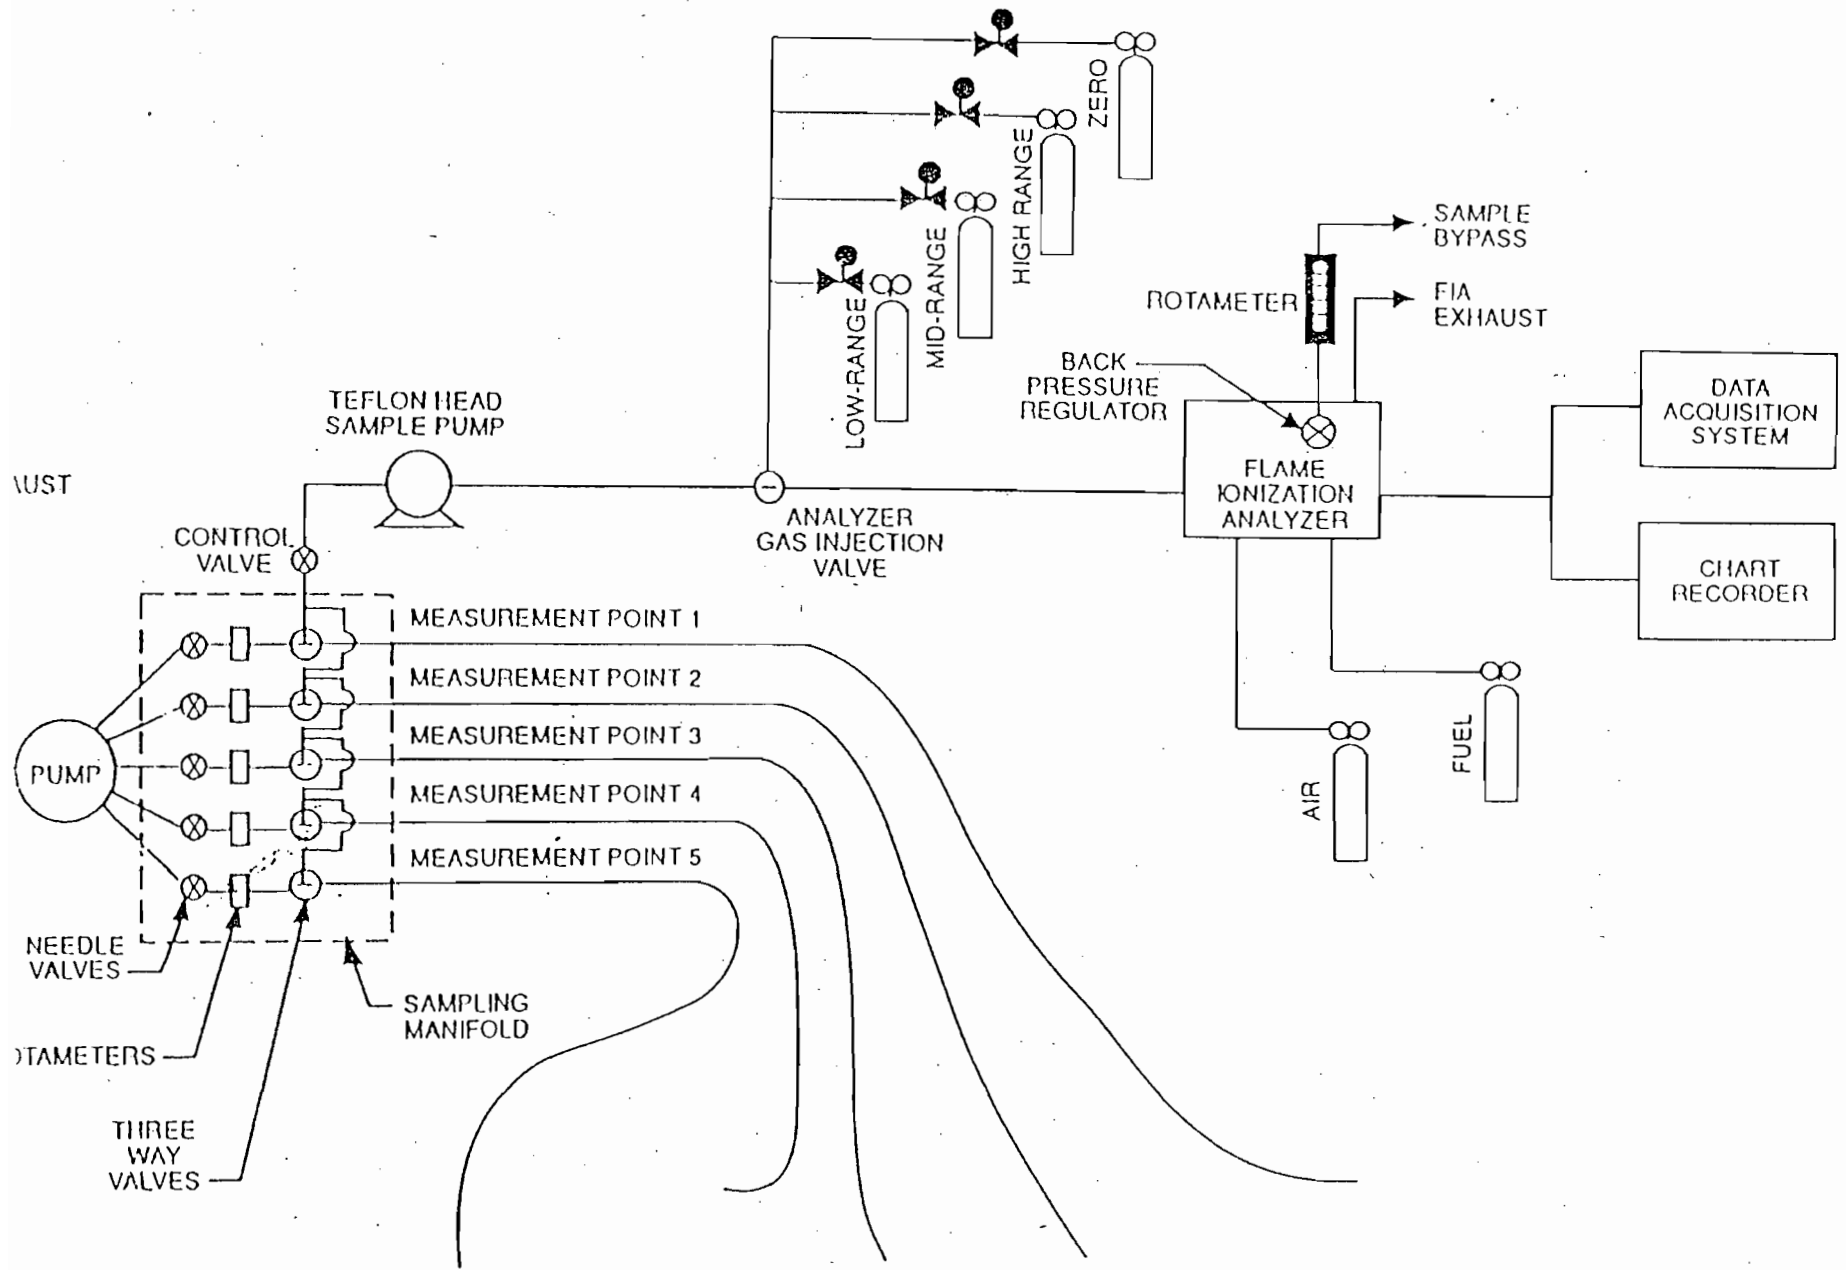 ZERO
HIGH RANGE
MID-RANGE
LOW-RANGE
SAMPLE
BYPASS
ROTAMETER
FIA
EXHAUST
BACK
PRESSURE
REGULATOR
DATA
ACQUISITION
SYSTEM
TEFLON HEAD
SAMPLE PUMP
FLAME
IONIZATION
ANALYZER
AUST
ANALYZER
GAS INJECTION
VALVE
CONTROL
VALVE
CHART
RECORDER
MEASUREMENT POINT 1
MEASUREMENT POINT 2
MEASUREMENT POINT 3
MEASUREMENT POINT 4
MEASUREMENT POINT 5
PUMP
FUEL
AIR
NEEDLE
VALVES
SAMPLING
MANIFOLD
OTAMETERS
THREE
WAY
VALVES